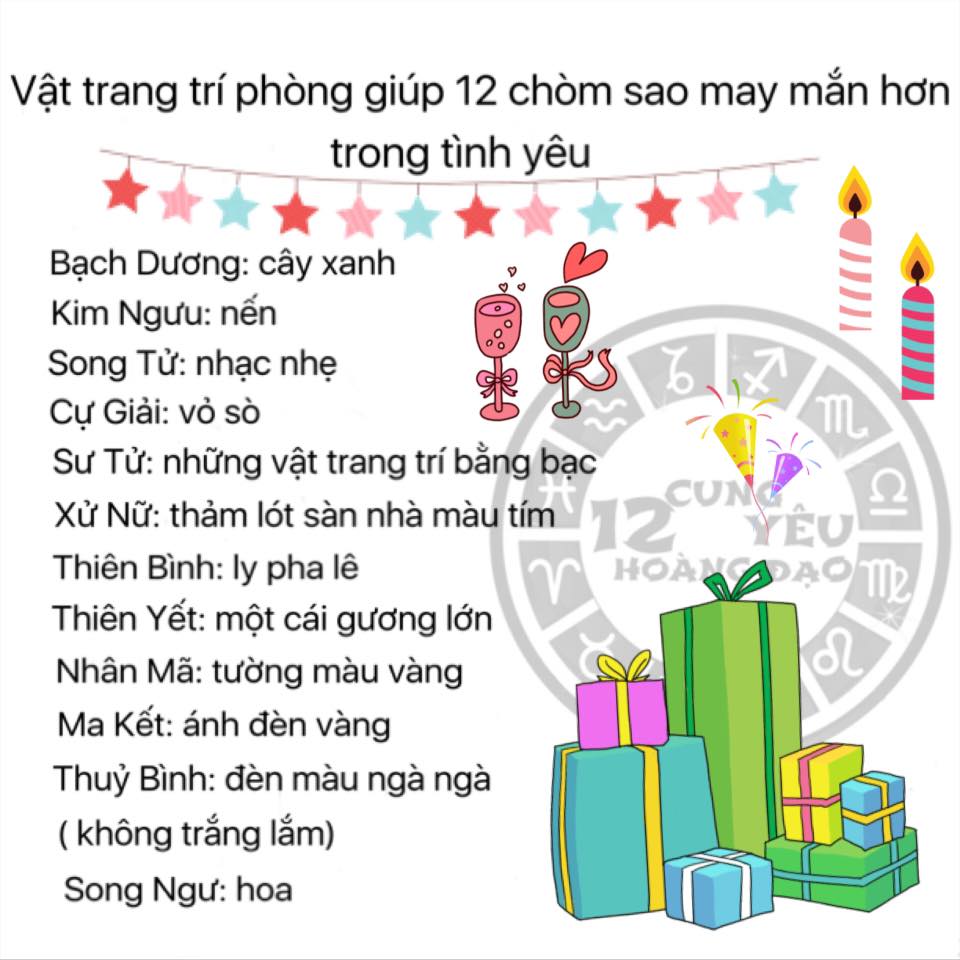 Vật trang trí phòng giúp 12 chòm sao may mắn hơn
trong tình yêu
Bạch Dương: cây xanh
Kim Ngưu: nến
Song Tử: nhạc nhẹ
Cự Giải: vỏ sò
Sư Tử: những vật trang trí bằng bạc
Xử Nữ: thảm lót sàn nhà màu tím
Thiên Bình: ly pha lê
Thiên Yết: một cái gương lớn
Nhân Mã: tường màu vàng
Ma Kết: ánh đèn vàng
Thuỷ Bình: đèn màu ngà ngà
( không trắng lắm)
Song Ngư: hoa
12 CUNG YÊU
HOÀNG ĐẠO